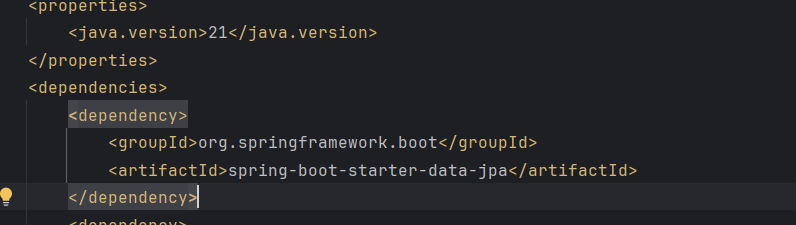 <properties>
<java.version>21</java.version>
</properties>
<dependencies>
<dependency>
<groupId>org.springframework.boot</groupId>
<artifactId>spring-boot-starter-data-jpa</artifactId>
</dependency>
<dependency>